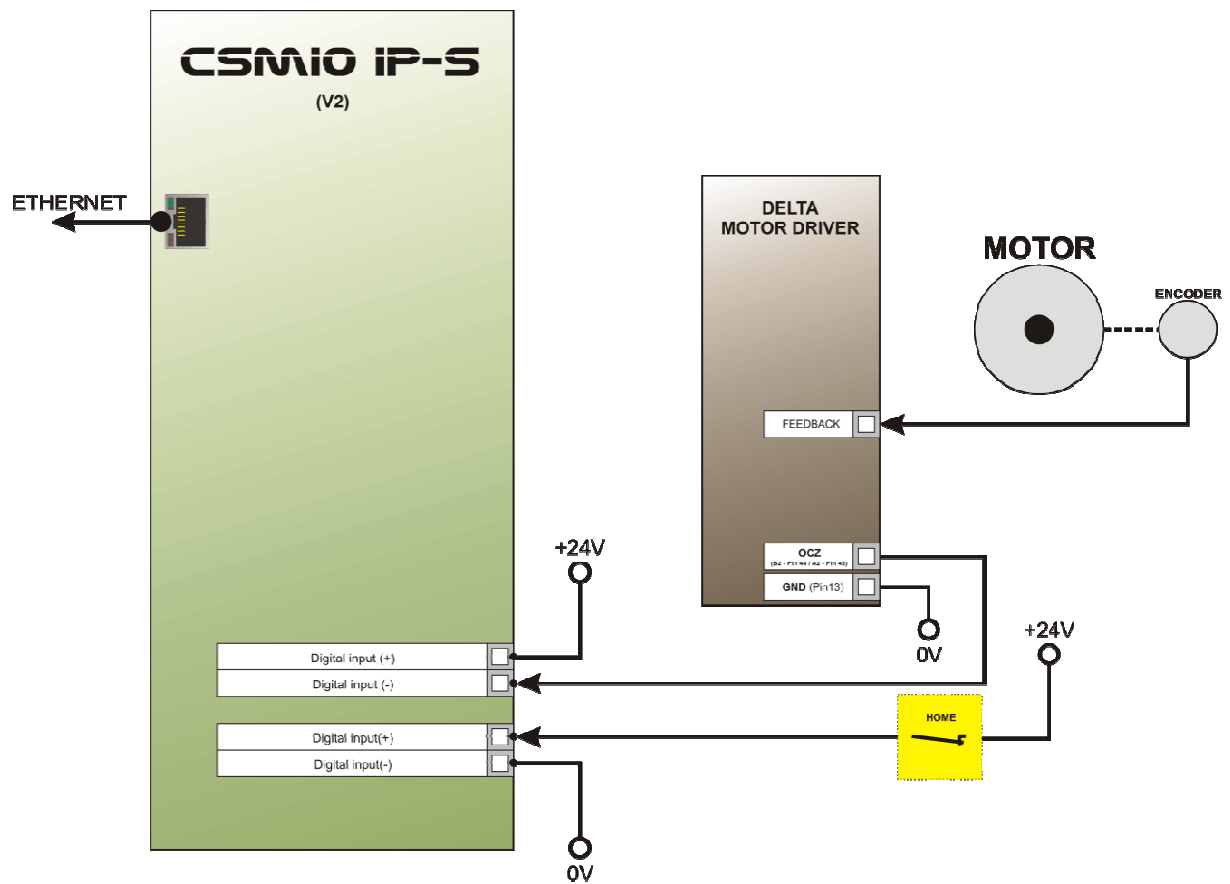 CSMIO IP-S
(V2)
ETHERNET
DELTA
MOTOR DRIVER
MOTOR
ENCODER
FEEDBACK
OCZ
GND (Pin13)
+24V
0V
+24V
Digital input (+)
Digital input (-)
HOME
Digital input(+)
Digital input(-)
0V